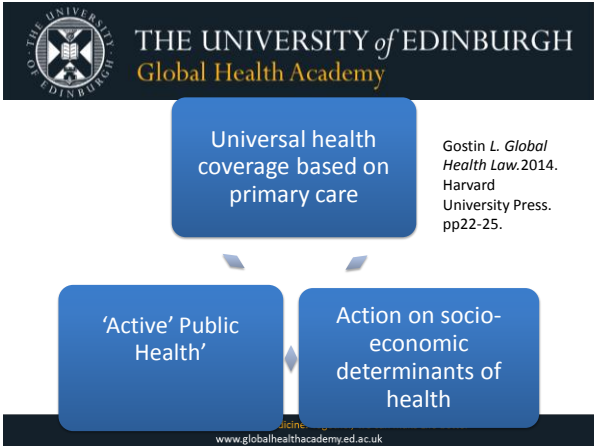 THE UNIVERSITY of EDINBURGH
THE UNIVERSITY OF EDINBURGH
Global Health Academy
Universal health
coverage based on
primary care
Gostin L. Global
Health Law.2014.
Harvard
University Press.
pp22-25.
‘Active’ Public
Health’
Action on socio-
economic
determinants of
health
www.globalhealthacademy.ed.ac.uk